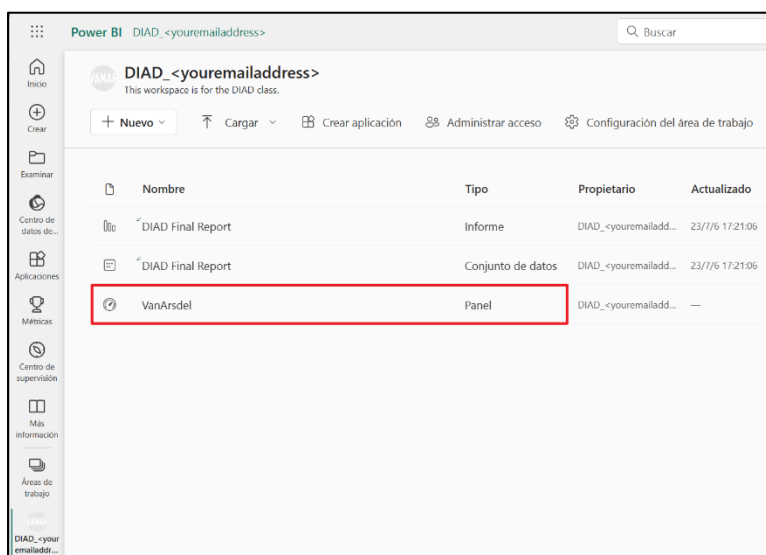 Power BI DIAD_<youremailaddress>
Buscar
Inicio
Crear
Examinar
Centro de
datos de...
Aplicaciones
Métricas
Centro de
supervisión
Más
información
Áreas de
trabajo
DIAD_<your
emailaddr...
DIAD_<youremailaddress>
This workspace is for the DIAD class.
Nuevo
Cargar
Crear aplicación
Administrar acceso
Configuración del área de trabajo
Nombre Tipo Propietario Actualizado
DIAD Final Report Informe DIAD_<youremailadd... 23/7/6 17:21:06
DIAD Final Report Conjunto de datos DIAD_<youremailadd... 23/7/6 17:21:06
VanArsdel Panel DIAD_<youremailadd... —